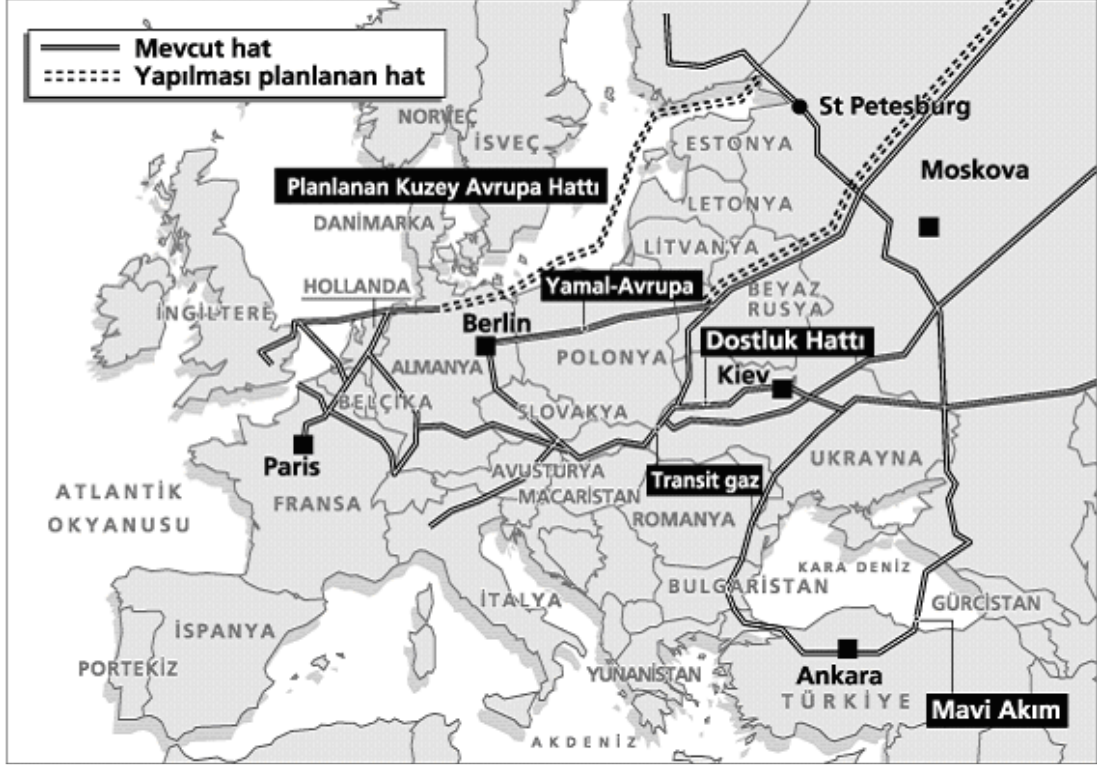 Mevcut hat
Yapılması planlanan hat
NORVEÇ
İSVEÇ
St Petesburg
ESTONYA
Moskova
Planlanan Kuzey Avrupa Hattı
DANİMARKA
LETONYA
LİTVANYA
HOLLANDA
Yamal-Avrupa
BEYAZ
RUSYA
İNGİLTERE
Berlin
Dostluk Hattı
POLONYA
ALMANYA
Kiev
BELÇİKA
SLOVAKYA
Paris
UKRAYNA
AVUSTURYA
Transit gaz
ATLANTİK
OKYANUSU
FRANSA
MACARİSTAN
ROMANYA
KARA DENİZ
BULGARİSTAN
GÜRCİSTAN
İTALYA
İSPANYA
PORTEKİZ
YUNANİSTAN
Ankara
TÜRKİYE
Mavi Akım
AKDENİZ